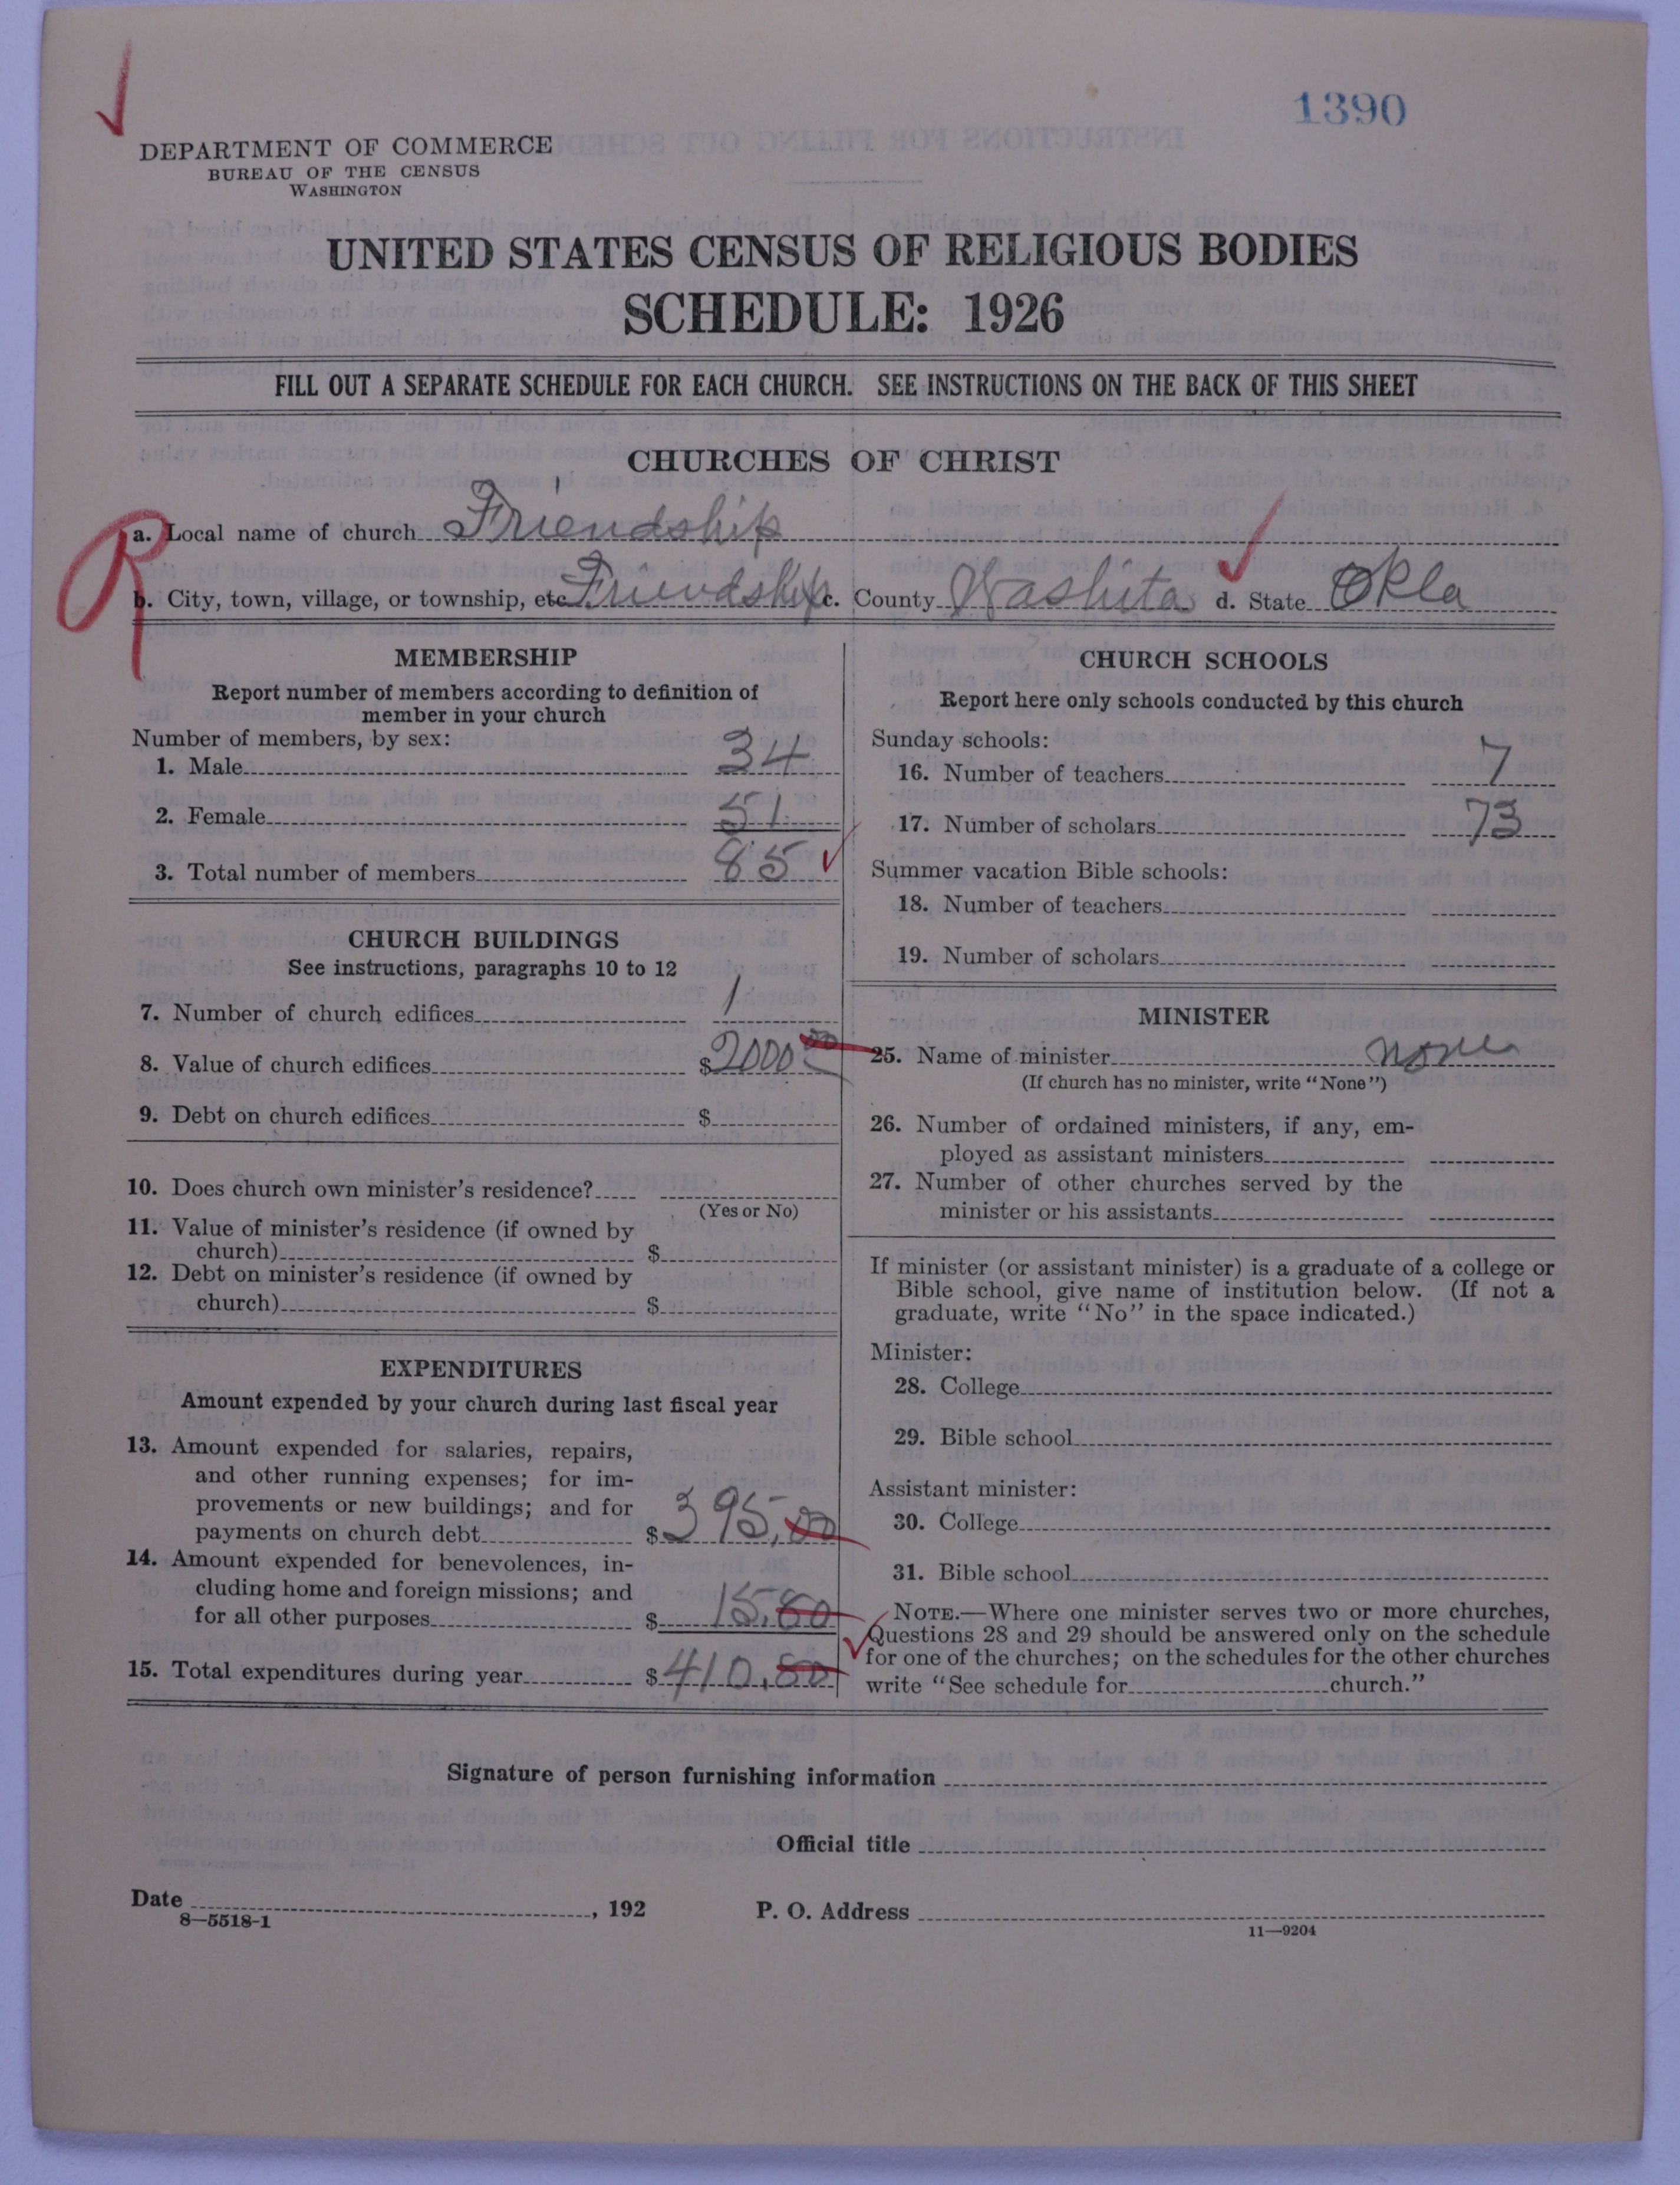 1390
DEPARTMENT OF COMMERCE
BUREAU OF THE CENSUS
WASHINGTON
UNITED STATES CENSUS OF RELIGIOUS BODIES
SCHEDULE: 1926
FILL OUT A SEPARATE SCHEDULE FOR EACH CHURCH. SEE INSTRUCTIONS ON THE BACK OF THIS SHEET
CHURCHES OF CHRIST
R
a. Local name of church Friendship
b. City, town, village, or township, etc. Friendship c. County Washita d. State Okla
MEMBERSHIP
Report number of members according to definition of
member in your church
Number of members, by sex:
1. Male 34
2. Female 51
3. Total number of members 85
CHURCH BUILDINGS
See instructions, paragraphs 10 to 12
7. Number of church edifices 1
8. Value of church edifices $2000 00
9. Debt on church edifices $
10. Does church own minister's residence?
(Yes or No)
11. Value of minister's residence (if owned by
church) $
12. Debt on minister's residence (if owned by
church) $
EXPENDITURES
Amount expended by your church during last fiscal year
13. Amount expended for salaries, repairs,
and other running expenses; for im-
provements or new buildings; and for
payments on church debt $395.00
14. Amount expended for benevolences, in-
cluding home and foreign missions; and
for all other purposes $15.80
15. Total expenditures during year $410.80
CHURCH SCHOOLS
Report here only schools conducted by this church
Sunday schools:
16. Number of teachers 7
17. Number of scholars 73
Summer vacation Bible schools:
18. Number of teachers
19. Number of scholars
MINISTER
25. Name of minister none
(If church has no minister, write "None")
26. Number of ordained ministers, if any, em-
ployed as assistant ministers
27. Number of other churches served by the
minister or his assistants
If minister (or assistant minister) is a graduate of a college or
Bible school, give name of institution below. (If not a
graduate, write "No" in the space indicated.)
Minister:
28. College
29. Bible school
Assistant minister:
30. College
31. Bible school
NOTE.—Where one minister serves two or more churches,
Questions 28 and 29 should be answered only on the schedule
for one of the churches; on the schedules for the other churches
write "See schedule for church."
Signature of person furnishing information
Official title
Date , 192 P. O. Address
8—5518-1 11—9204